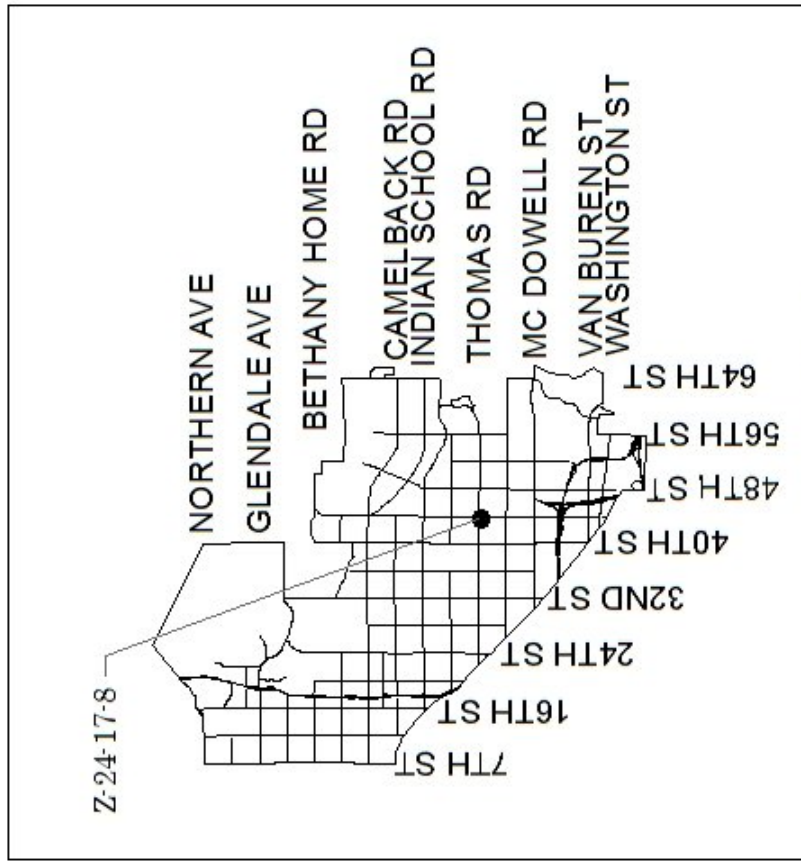 Z-24-17-8
NORTHERN AVE
GLENDALE AVE
BETHANY HOME RD
CAMELBACK RD
INDIAN SCHOOL RD
THOMAS RD
MC DOWELL RD
VAN BUREN ST
WASHINGTON ST
7TH ST
16TH ST
24TH ST
32ND ST
40TH ST
48TH ST
56TH ST
64TH ST